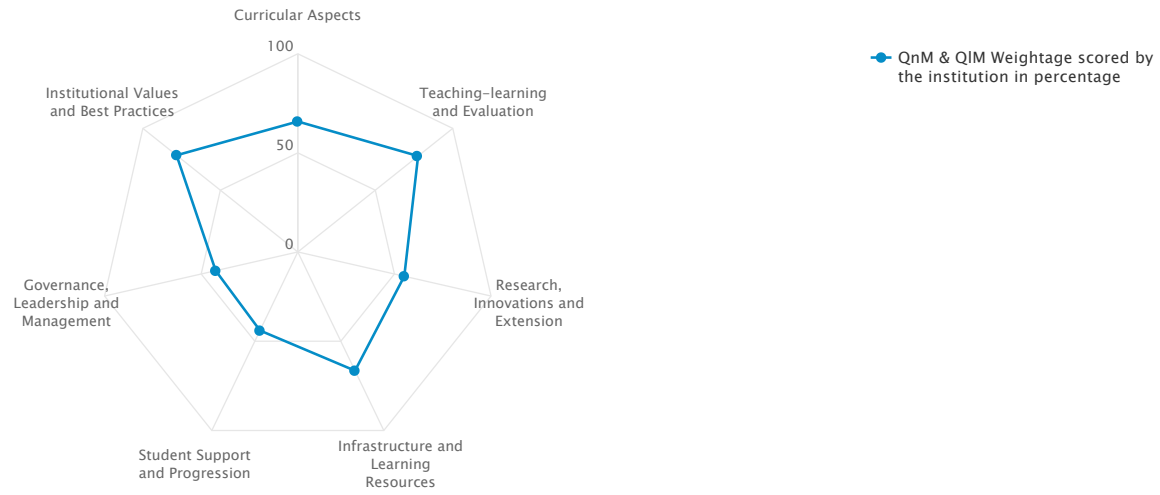 Curricular Aspects
100
QnM & QlM Weightage scored by
the institution in percentage
Institutional Values
and Best Practices
Teaching-learning
and Evaluation
50
0
Governance,
Leadership and
Management
Research,
Innovations and
Extension
Student Support
and Progression
Infrastructure and
Learning
Resources